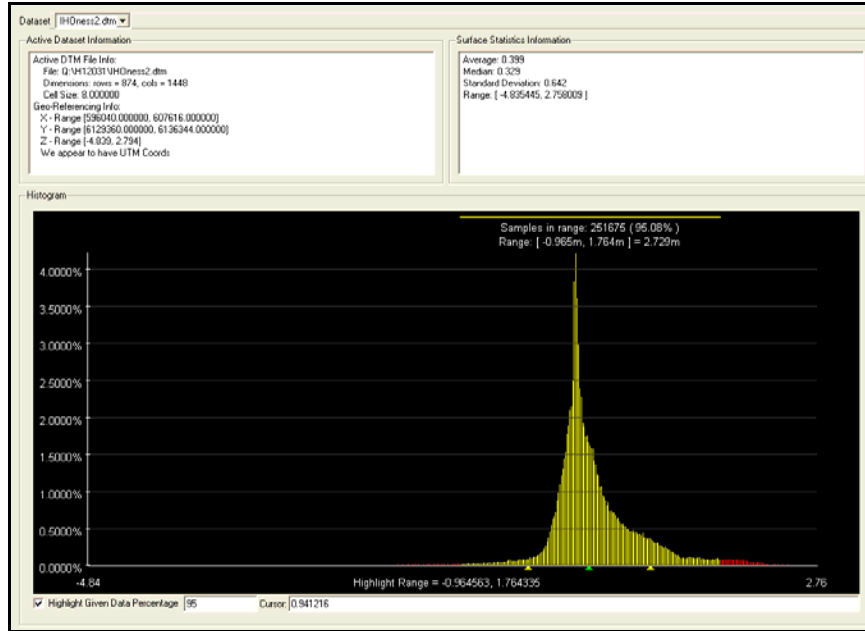 Dataset IHOness2.dtm
Active Dataset Information
Active DTM File Info:
File: Q:\H12031\IHOness2.dtm
Dimensions: rows = 874, cols = 1448
Cell Size: 8.000000
Geo-Referencing Info:
X - Range [596040.000000, 607616.000000]
Y - Range [6129360.000000, 6136344.000000]
Z - Range [-4.839, 2.794]
We appear to have UTM Coords
Surface Statistics Information
Average: 0.399
Median: 0.329
Standard Deviation: 0.642
Range: [ -4.835445, 2.758009 ]
Histogram
Samples in range: 251675 ( 95.08% )
Range: [ -0.965m, 1.764m ] = 2.729m
4.0000%
3.5000%
3.0000%
2.5000%
2.0000%
1.5000%
1.0000%
0.5000%
0.0000%
-4.84
Highlight Range = -0.964563, 1.764335
2.76
Highlight Given Data Percentage 95 Cursor: 0.941216